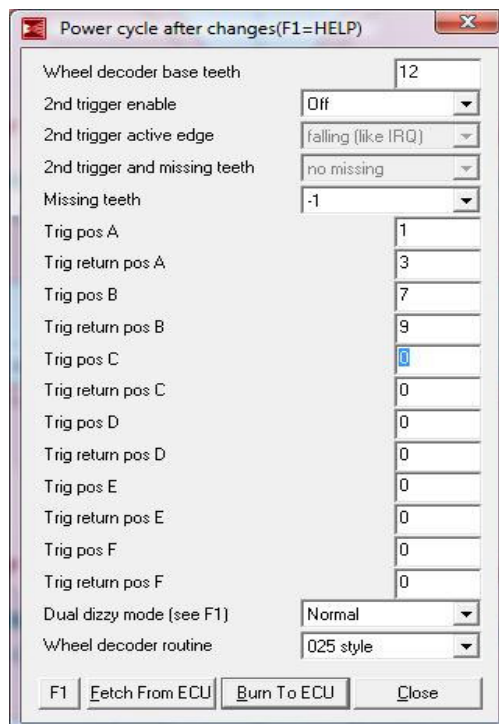 Power cycle after changes(F1=HELP)
Wheel decoder base teeth 12
2nd trigger enable Off
2nd trigger active edge falling (like IRQ)
2nd trigger and missing teeth no missing
Missing teeth -1
Trig pos A 1
Trig return pos A 3
Trig pos B 7
Trig return pos B 9
Trig pos C 0
Trig return pos C 0
Trig pos D 0
Trig return pos D 0
Trig pos E 0
Trig return pos E 0
Trig pos F 0
Trig return pos F 0
Dual dizzy mode (see F1) Normal
Wheel decoder routine 025 style
F1 Fetch From ECU Burn To ECU Close